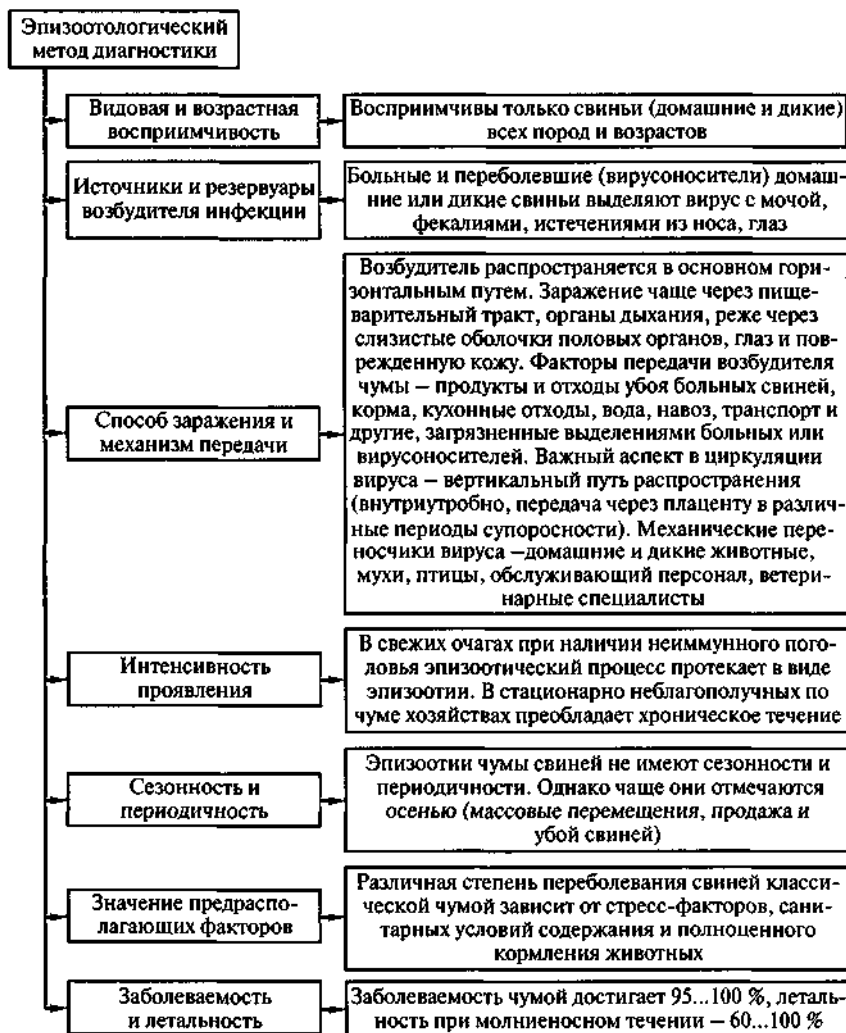 Эпизоотологический
метод диагностики
Видовая и возрастная
восприимчивость
Восприимчивы только свиньи (домашние и дикие)
всех пород и возрастов
Источники и резервуары
возбудителя инфекции
Больные и переболевшие (вирусоносители) домаш-
ние или дикие свиньи выделяют вирус с мочой,
фекалиями, истечениями из носа, глаз
Способ заражения и
механизм передачи
Возбудитель распространяется в основном гори-
зонтальным путем. Заражение чаще через пище-
варительный тракт, органы дыхания, реже через
слизистые оболочки половых органов, глаз и пов-
режденную кожу. Факторы передачи возбудителя
чумы – продукты и отходы убоя больных свиней,
корма, кухонные отходы, вода, навоз, транспорт и
другие, загрязненные выделениями больных или
вирусоносителей. Важный аспект в циркуляции
вируса – вертикальный путь распространения
(внутриутробно, передача через плаценту в различ-
ные периоды супоросности). Механические пере-
носчики вируса –домашние и дикие животные,
мухи, птицы, обслуживающий персонал, ветери-
нарные специалисты
Интенсивность
проявления
В свежих очагах при наличии неиммунного пого-
ловья эпизоотический процесс протекает в виде
эпизоотии. В стационарно неблагополучных по
чуме хозяйствах преобладает хроническое течение
Сезонность и
периодичность
Эпизоотии чумы свиней не имеют сезонности и
периодичности. Однако чаще они отмечаются
осенью (массовые перемещения, продажа и
убой свиней)
Значение предраспо-
лагающих факторов
Различная степень переболевания свиней класси-
ческой чумой зависит от стресс-факторов, сани-
тарных условий содержания и полноценного
кормления животных
Заболеваемость
и летальность
Заболеваемость чумой достигает 95...100 %, леталь-
ность при молниеносном течении – 60...100 %